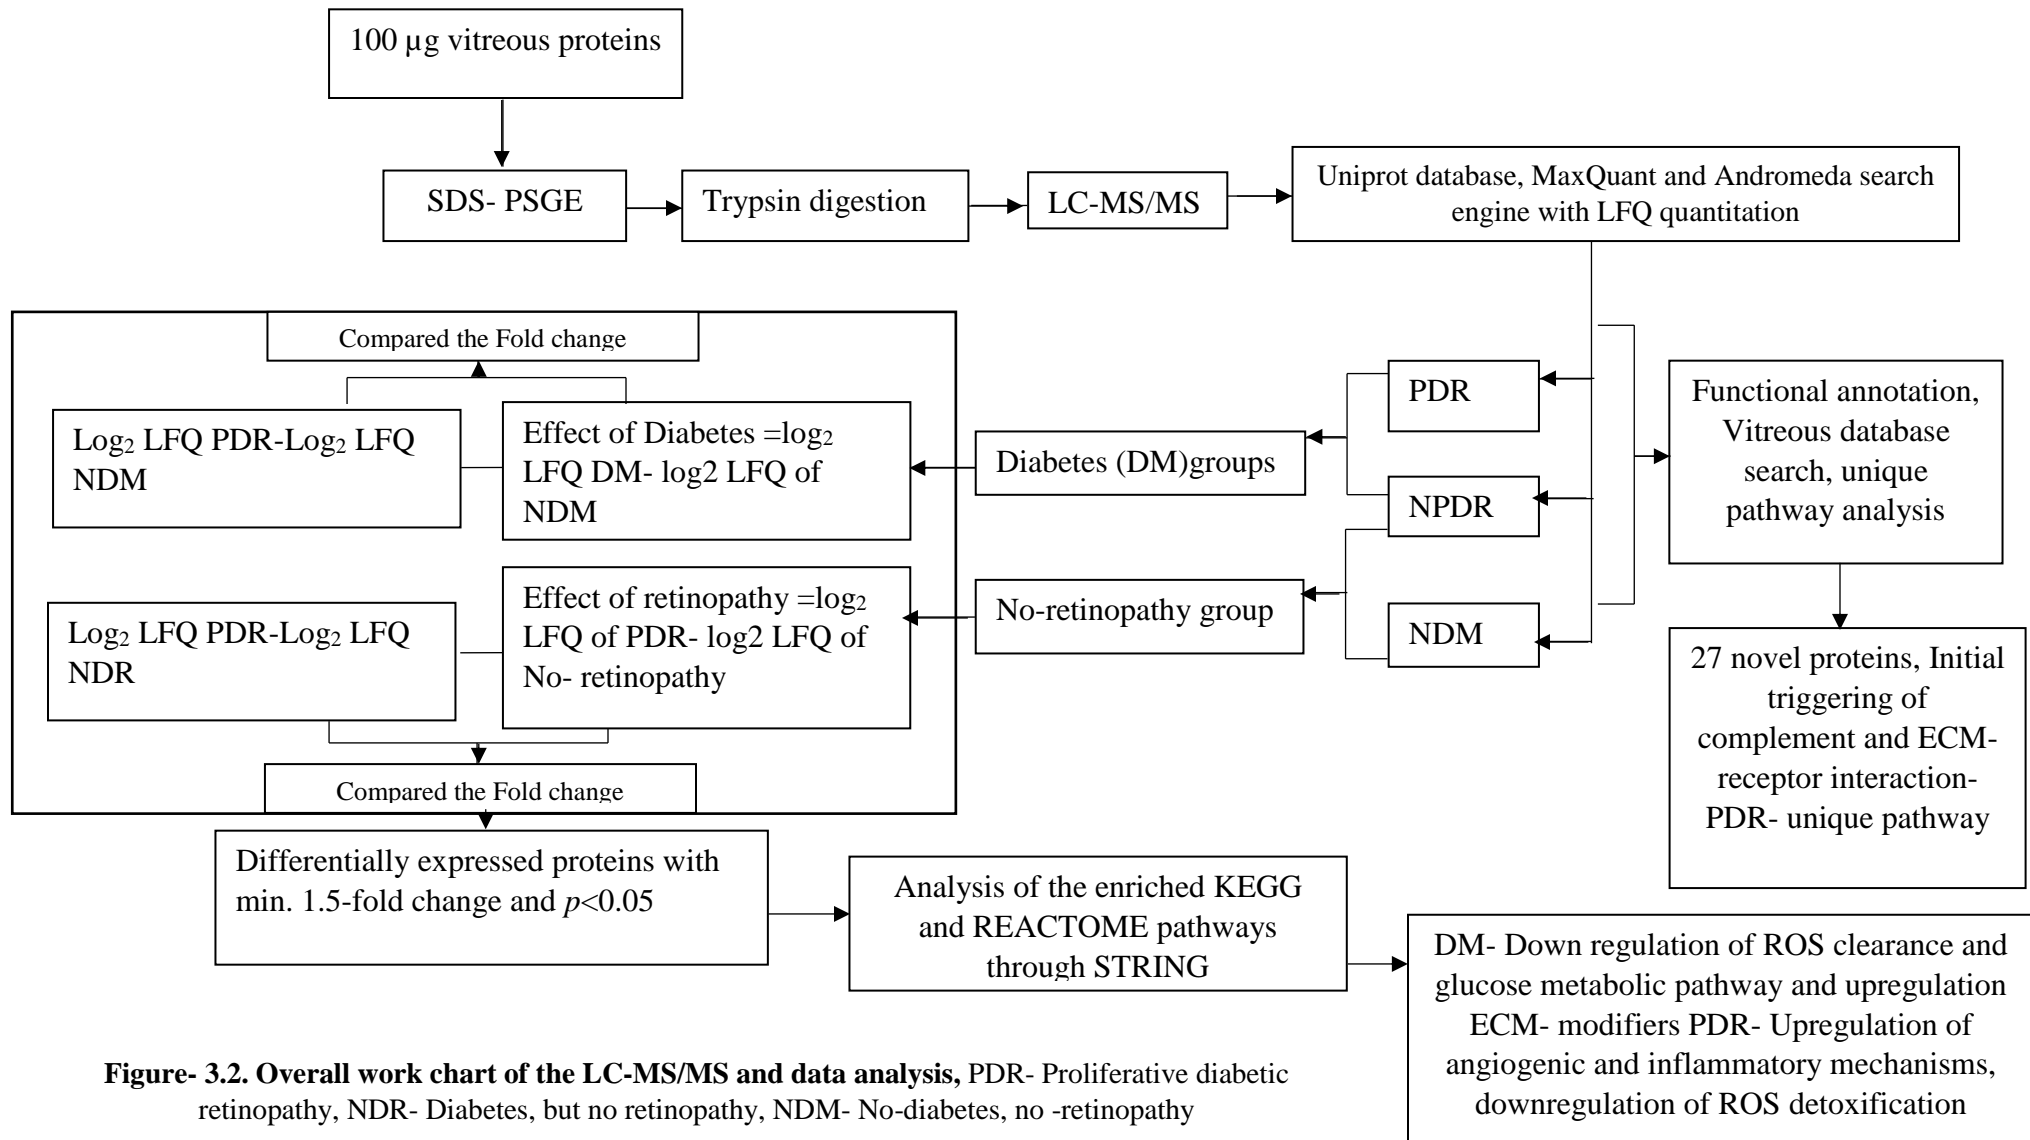 100 µg vitreous proteins
SDS- PSGE
Trypsin digestion
LC-MS/MS
Uniprot database, MaxQuant and Andromeda search
engine with LFQ quantitation
Compared the Fold change
Log₂ LFQ PDR-Log₂ LFQ
NDM
Effect of Diabetes =log₂
LFQ DM- log2 LFQ of
NDM
Diabetes (DM)groups
PDR
NPDR
NDM
Functional annotation,
Vitreous database
search, unique
pathway analysis
Log₂ LFQ PDR-Log₂ LFQ
NDR
Effect of retinopathy =log₂
LFQ of PDR- log2 LFQ of
No- retinopathy
No-retinopathy group
27 novel proteins, Initial
triggering of
complement and ECM-
receptor interaction-
PDR- unique pathway
Compared the Fold change
Differentially expressed proteins with
min. 1.5-fold change and p<0.05
Analysis of the enriched KEGG
and REACTOME pathways
through STRING
DM- Down regulation of ROS clearance and
glucose metabolic pathway and upregulation
ECM- modifiers PDR- Upregulation of
angiogenic and inflammatory mechanisms,
downregulation of ROS detoxification
Figure- 3.2. Overall work chart of the LC-MS/MS and data analysis, PDR- Proliferative diabetic
retinopathy, NDR- Diabetes, but no retinopathy, NDM- No-diabetes, no -retinopathy